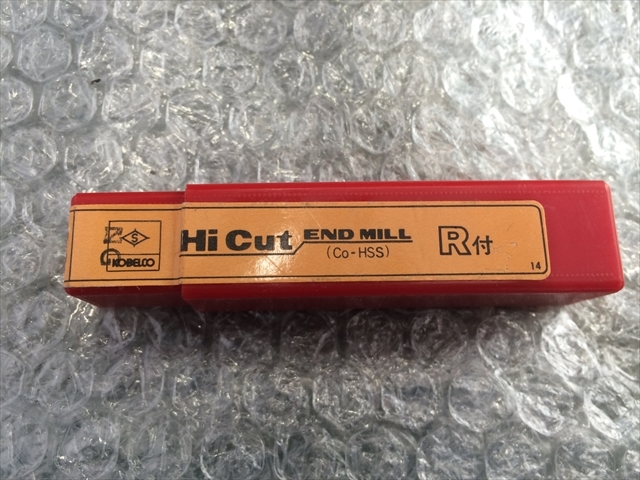 S
KOBELCO
Hi Cut END MILL
(Co-HSS)
R付
14